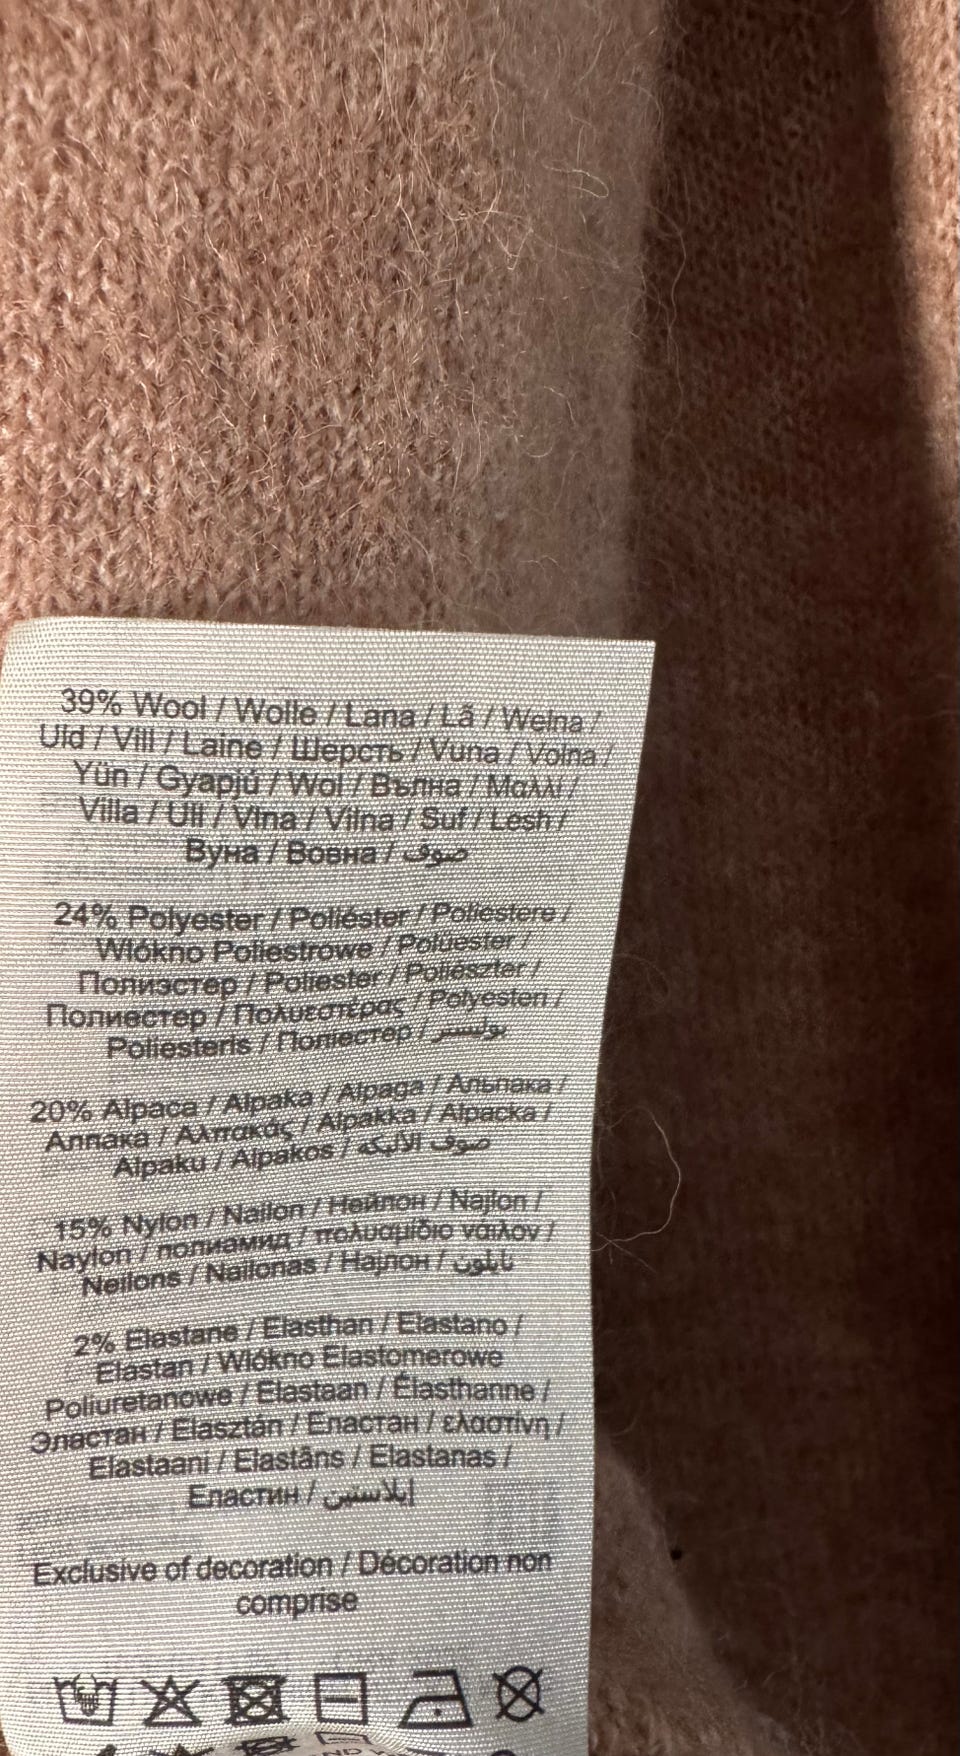 39% Wool / Wolle / Lana / Lã / Wełna /
Uld / Vill / Laine / Шерсть / Vuna / Volna /
Yün / Gyapjú / Wol / Вълна / Μαλλί /
Villa / Ull / Vlna / Vilna / Suf / Lesh /
Вуна / Вовна / صوف
24% Polyester / Poliéster / Poliestere /
Włókno Poliestrowe / Polüester /
Полиэстер / Poliester / Poliészter /
Полиестер / Πολυεστέρας / Polyesteri /
Poliesteris / Поліестер / بوليستر
20% Alpaca / Alpaka / Alpaga / Альпака /
Алпака / Αλπακάς / Alpakka / Alpacka /
Alpaku / Alpakos / صوف الألبكه
15% Nylon / Nailon / Нейлон / Najlon /
Naylon / полиамид / πολυαμίδιο νάιλον /
Neilons / Nailonas / Најлон / نايلون
2% Elastane / Elasthan / Elastano /
Elastan / Włókno Elastomerowe
Poliuretanowe / Elastaan / Élasthanne /
Эластан / Elasztán / Еластан / ελαστίνη /
Elastaani / Elastāns / Elastanas /
Еластин / إيلاستين
Exclusive of decoration / Décoration non
comprise